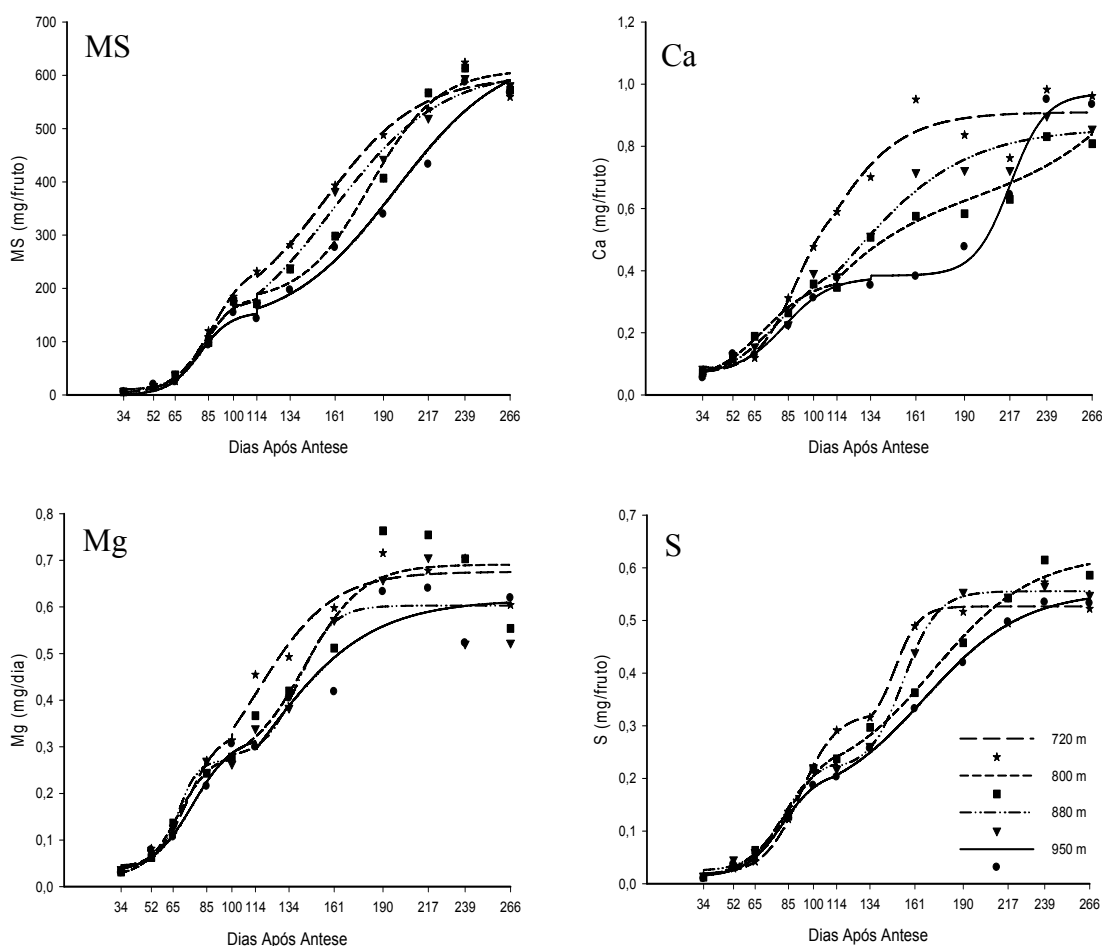 MS
700
600
500
400
300
200
100
0
MS (mg/fruto)
34 52 65 85 100 114 134 161 190 217 239 266
Dias Após Antese
Ca
1,2
1,0
0,8
0,6
0,4
0,2
0,0
Ca (mg/fruto)
34 52 65 85 100 114 134 161 190 217 239 266
Dias Após Antese
Mg
0,8
0,7
0,6
0,5
0,4
0,3
0,2
0,1
0,0
Mg (mg/dia)
34 52 65 85 100 114 134 161 190 217 239 266
Dias Após Antese
S
0,7
0,6
0,5
0,4
0,3
0,2
0,1
0,0
S (mg/fruto)
720 m
800 m
880 m
950 m
34 52 65 85 100 114 134 161 190 217 239 266
Dias Após Antese